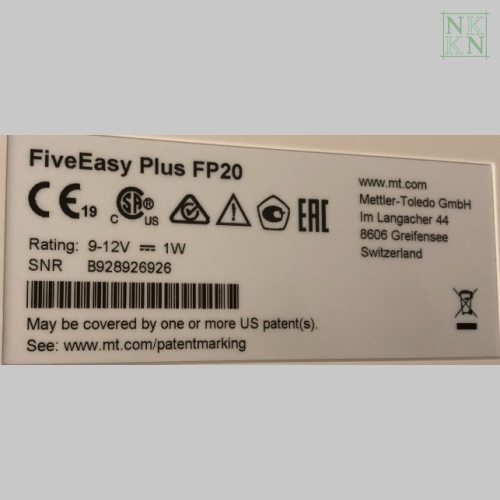 NK
KN
FiveEasy Plus FP20
CE 19 C SA® US EAC
Rating: 9-12V ⎓ 1W
SNR B928926926
May be covered by one or more US patent(s).
See: www.mt.com/patentmarking
www.mt.com
Mettler-Toledo GmbH
Im Langacher 44
8606 Greifensee
Switzerland